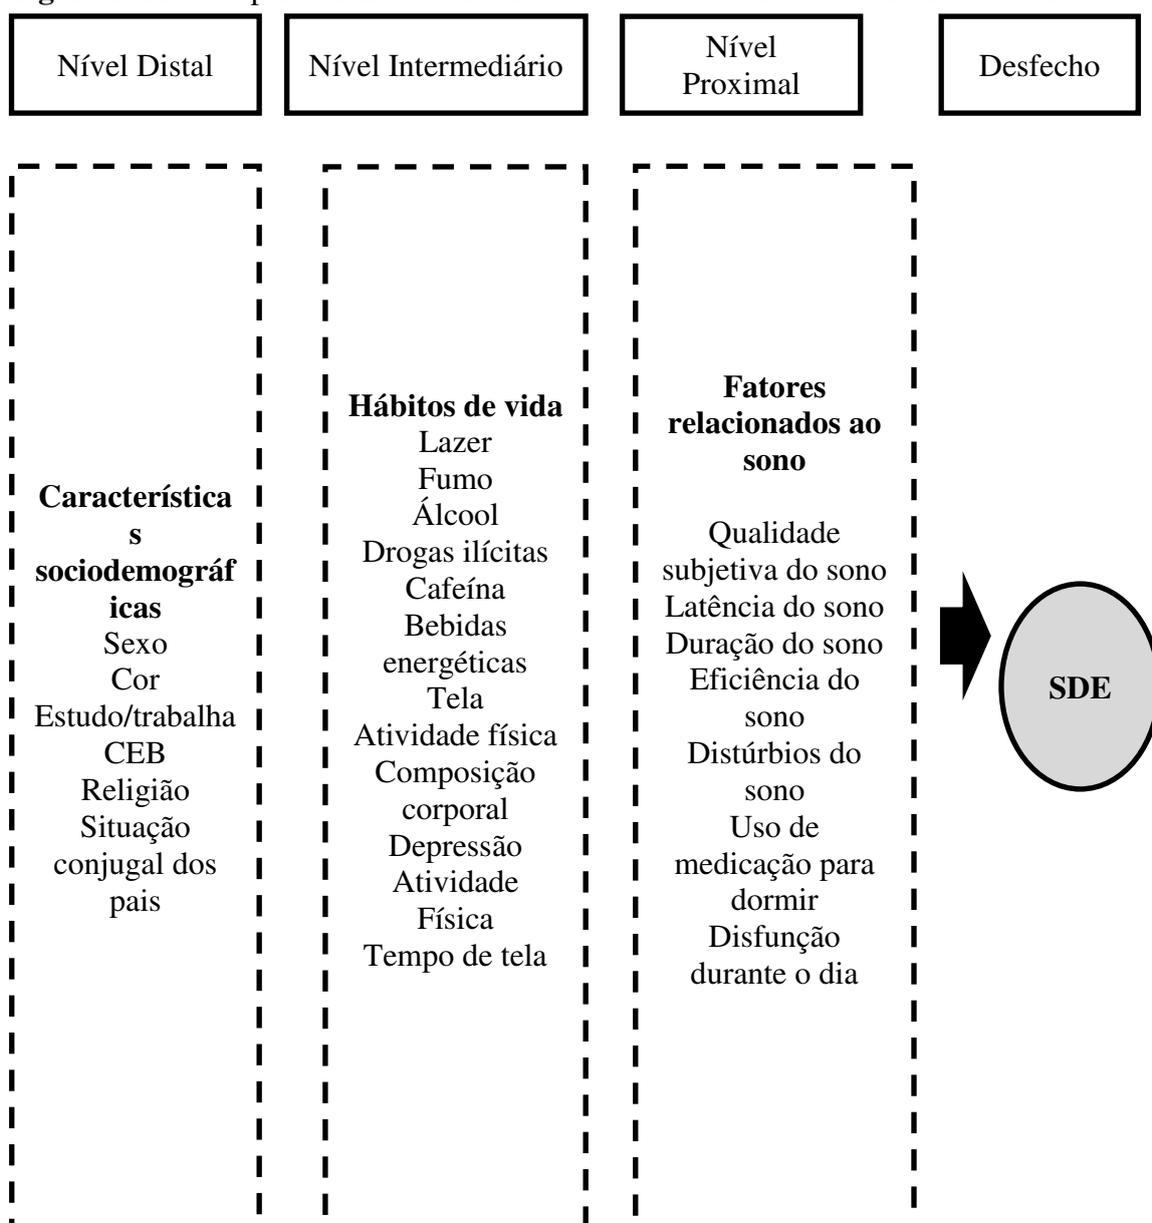 Nível Distal
Nível Intermediário
Nível
Proximal
Desfecho
Característica
s
sociodemográf
icas
Sexo
Cor
Estudo/trabalha
CEB
Religião
Situação
conjugal dos
pais
Hábitos de vida
Lazer
Fumo
Álcool
Drogas ilícitas
Cafeína
Bebidas
energéticas
Tela
Atividade física
Composição
corporal
Depressão
Atividade
Física
Tempo de tela
Fatores
relacionados ao
sono
Qualidade
subjetiva do sono
Latência do sono
Duração do sono
Eficiência do
sono
Distúrbios do
sono
Uso de
medicação para
dormir
Disfunção
durante o dia
SDE